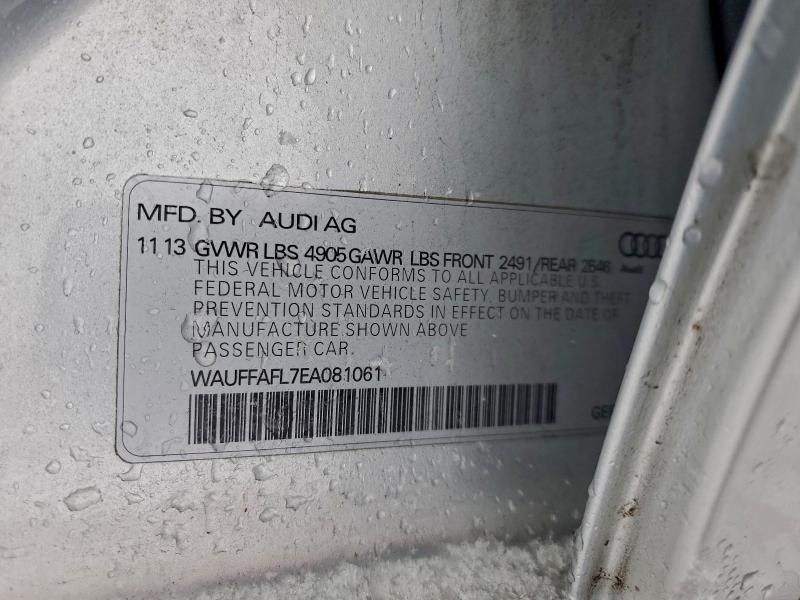 MFD. BY AUDI AG
11 13 GVWR LBS 4905 GAWR LBS FRONT 2491/REAR 2646
Audi
THIS VEHICLE CONFORMS TO ALL APPLICABLE U.S.
FEDERAL MOTOR VEHICLE SAFETY, BUMPER AND THEFT
PREVENTION STANDARDS IN EFFECT ON THE DATE OF
MANUFACTURE SHOWN ABOVE
PASSENGER CAR.
WAUFFAFL7EA081061